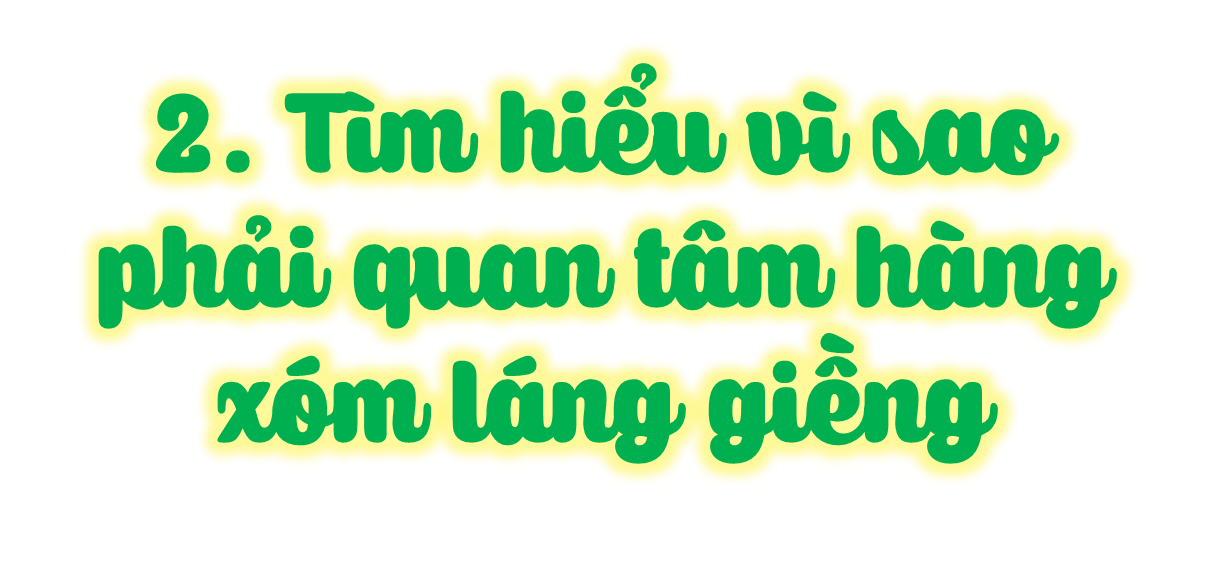 2. Tìm hiểu vì sao
phải quan tâm hàng
xóm láng giềng